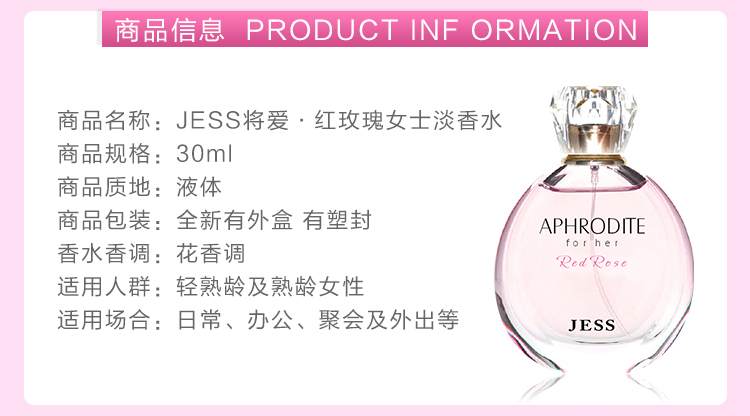 商品信息 PRODUCT INF ORMATION
商品名称：JESS将爱·红玫瑰女士淡香水
商品规格：30ml
商品质地：液体
商品包装：全新有外盒 有塑封
香水香调：花香调
适用人群：轻熟龄及熟龄女性
适用场合：日常、办公、聚会及外出等
APHRODITE
for her
Red Rose
JESS